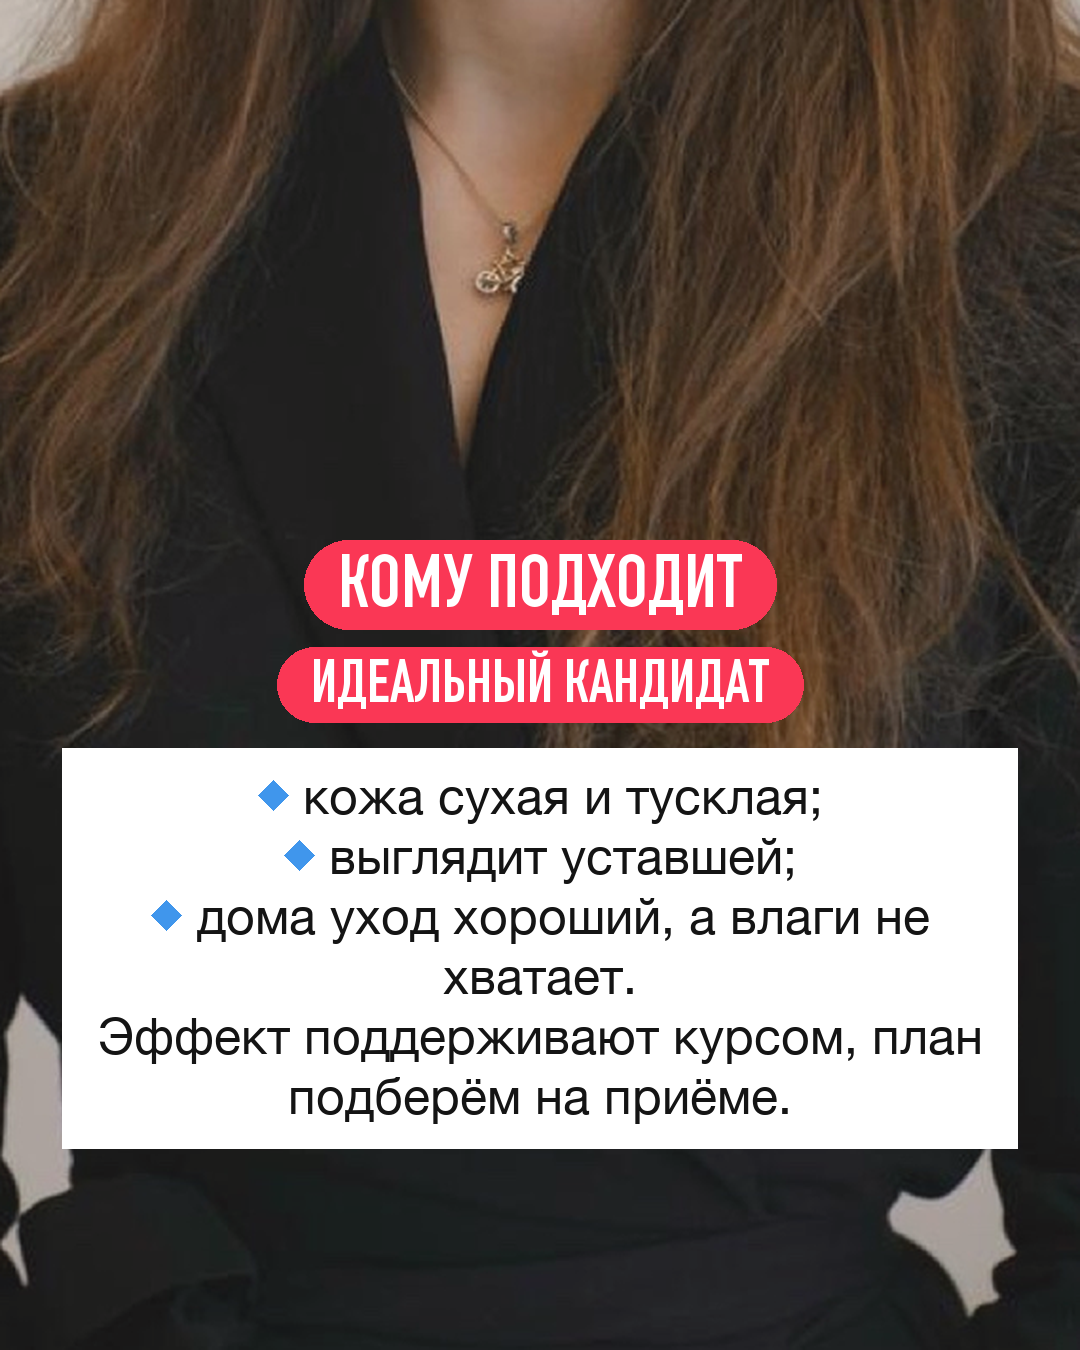 КОМУ ПОДХОДИТ
ИДЕАЛЬНЫЙ КАНДИДАТ
🔹 кожа сухая и тусклая;
🔹 выглядит уставшей;
🔹 дома уход хороший, а влаги не
хватает.
Эффект поддерживают курсом, план
подберём на приёме.